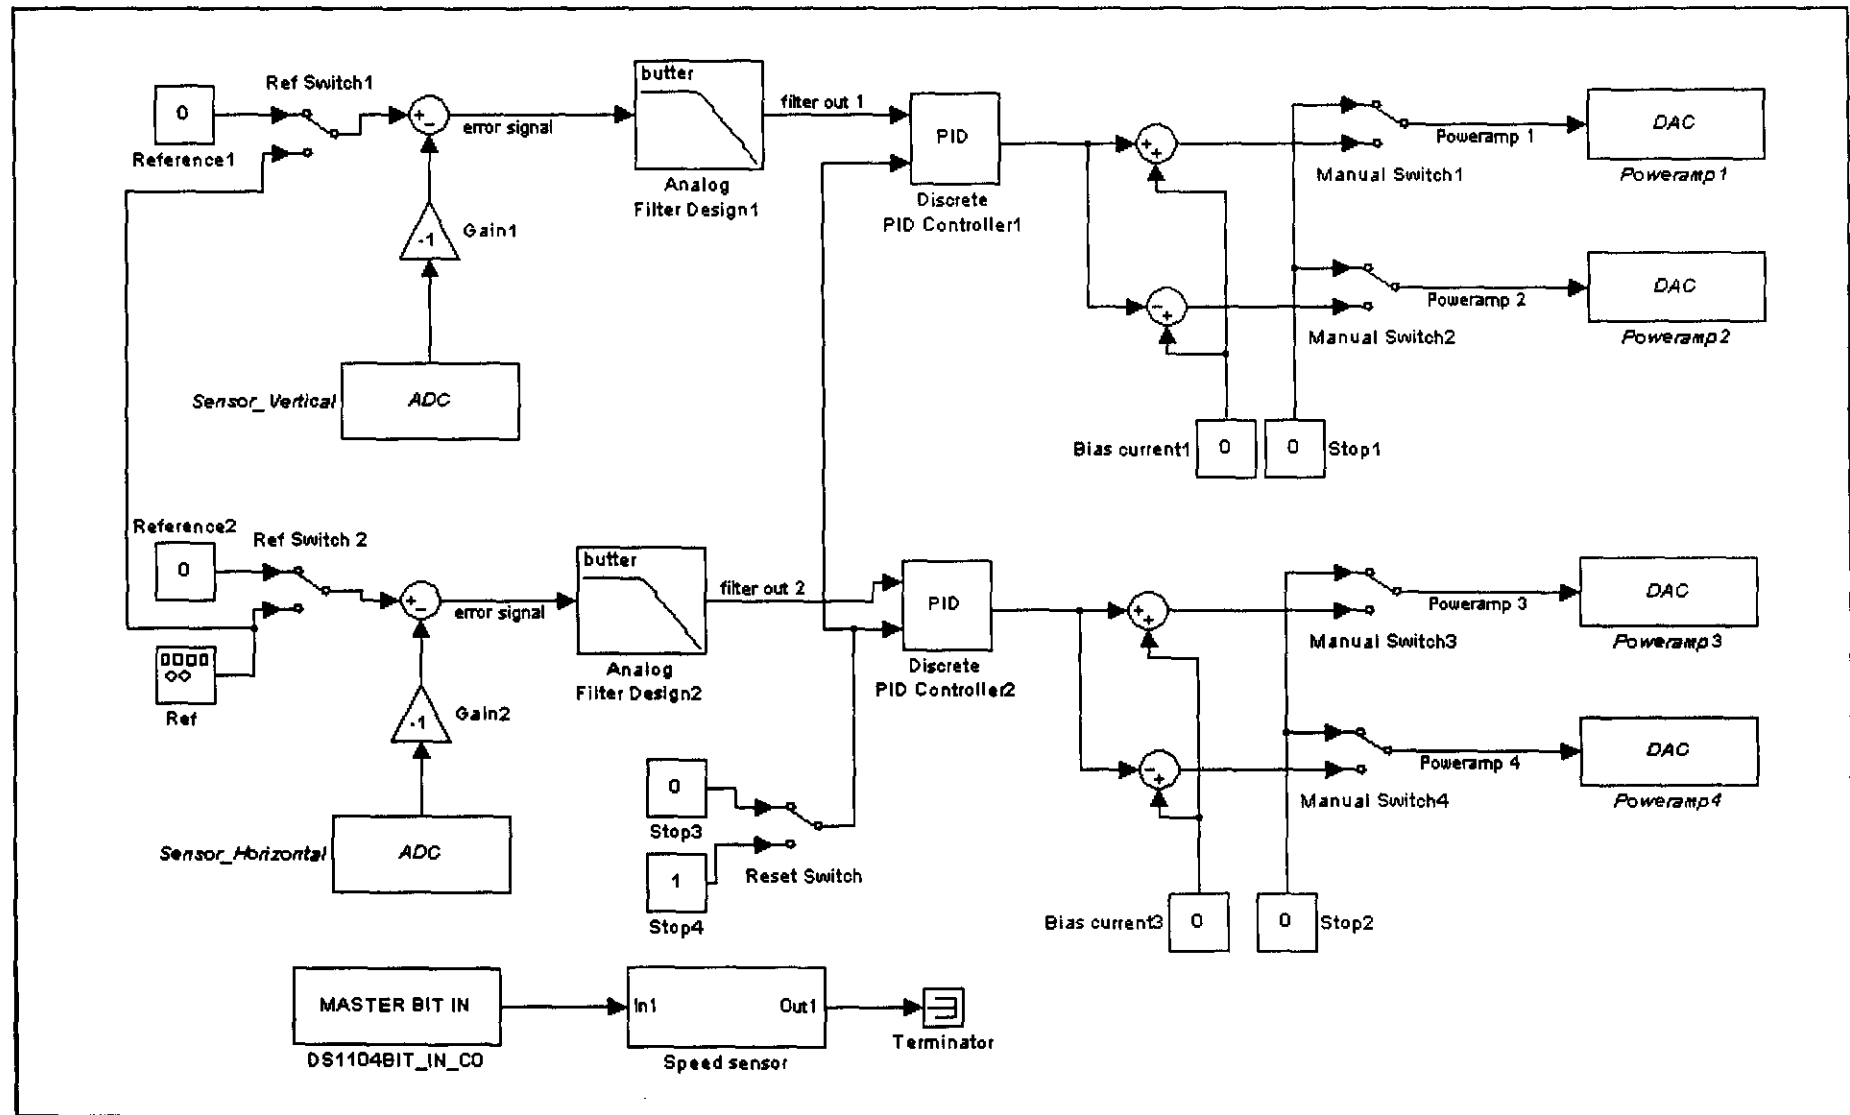 Ref Switch1
0
Reference1
+
−
error signal
butter
Analog
Filter Design1
filter out 1
PID
Discrete
PID Controller1
+
+
Manual Switch1
Poweramp 1
DAC
Poweramp1
-1
Gain1
−
+
Manual Switch2
Poweramp 2
DAC
Poweramp2
Sensor_Vertical
ADC
Bias current1
0
0
Stop1
Reference2
0
Ref Switch 2
+
−
error signal
butter
Analog
Filter Design2
filter out 2
PID
Discrete
PID Controller2
+
+
Manual Switch3
Poweramp 3
DAC
Poweramp3
Ref
-1
Gain2
−
+
Manual Switch4
Poweramp 4
DAC
Poweramp4
Sensor_Horizontal
ADC
0
Stop3
1
Stop4
Reset Switch
Bias current3
0
0
Stop2
MASTER BIT IN
DS1104BIT_IN_C0
In1
Out1
Speed sensor
Terminator